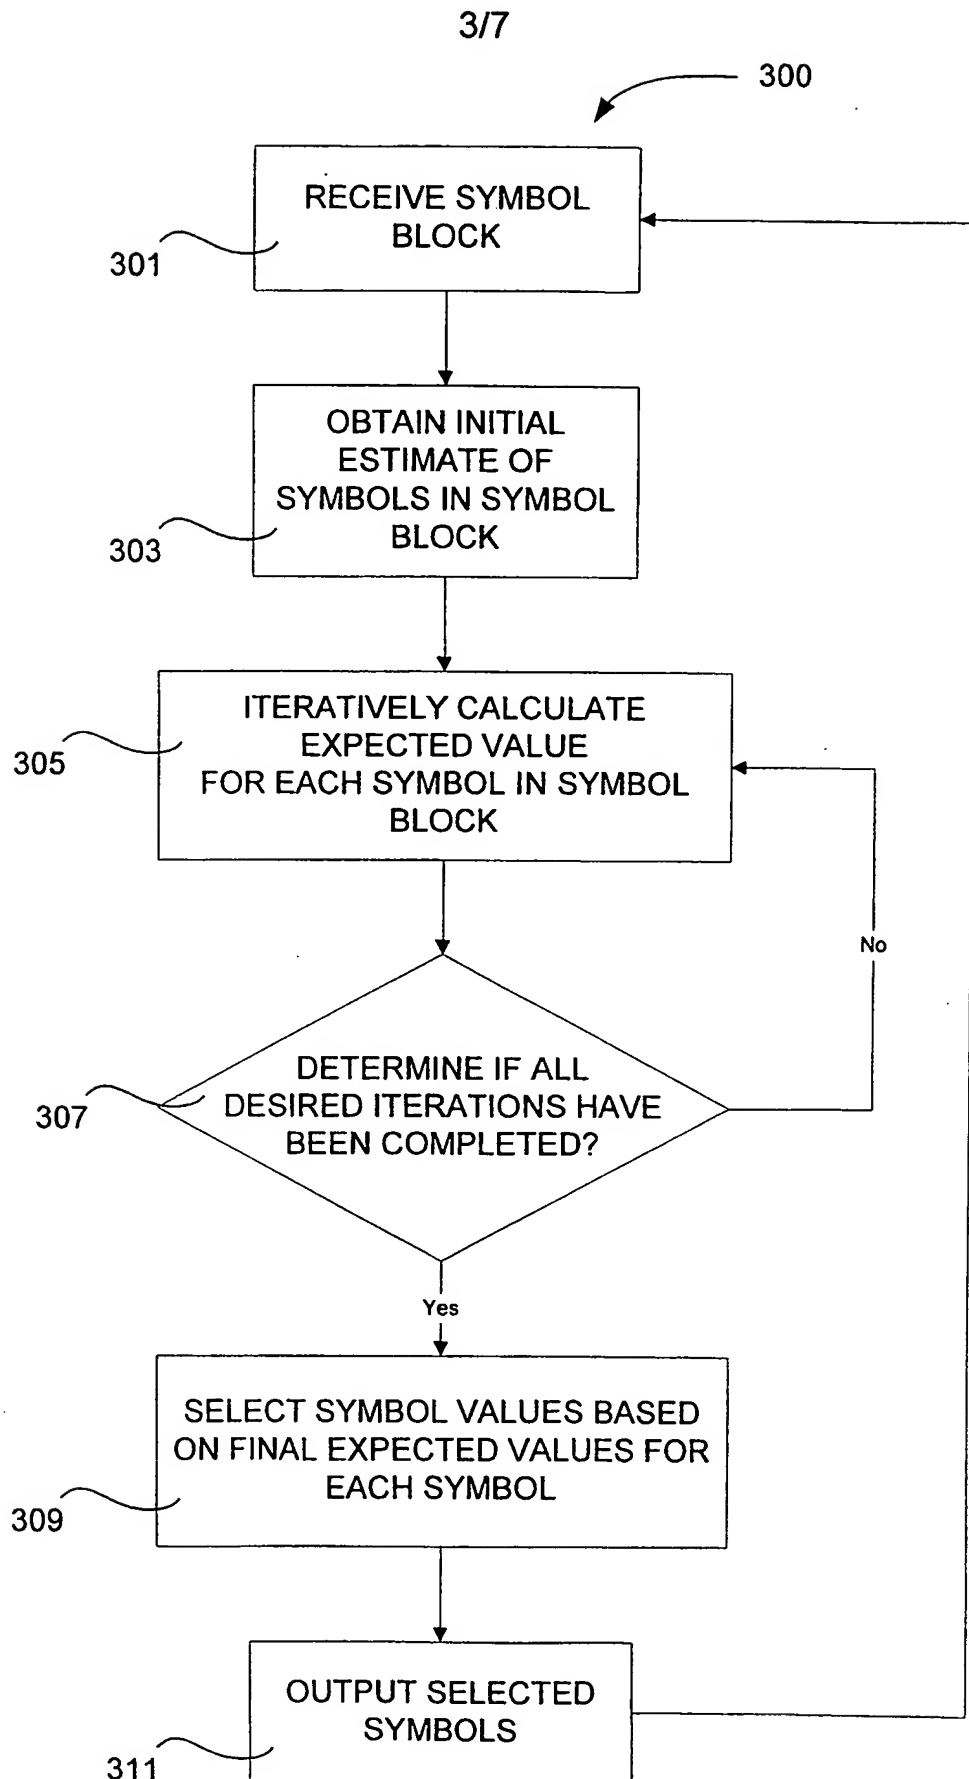 3/7
300
RECEIVE SYMBOL
BLOCK
301
OBTAIN INITIAL
ESTIMATE OF
SYMBOLS IN SYMBOL
BLOCK
303
ITERATIVELY CALCULATE
EXPECTED VALUE
FOR EACH SYMBOL IN SYMBOL
BLOCK
305
No
DETERMINE IF ALL
DESIRED ITERATIONS HAVE
BEEN COMPLETED?
307
Yes
SELECT SYMBOL VALUES BASED
ON FINAL EXPECTED VALUES FOR
EACH SYMBOL
309
OUTPUT SELECTED
SYMBOLS
311